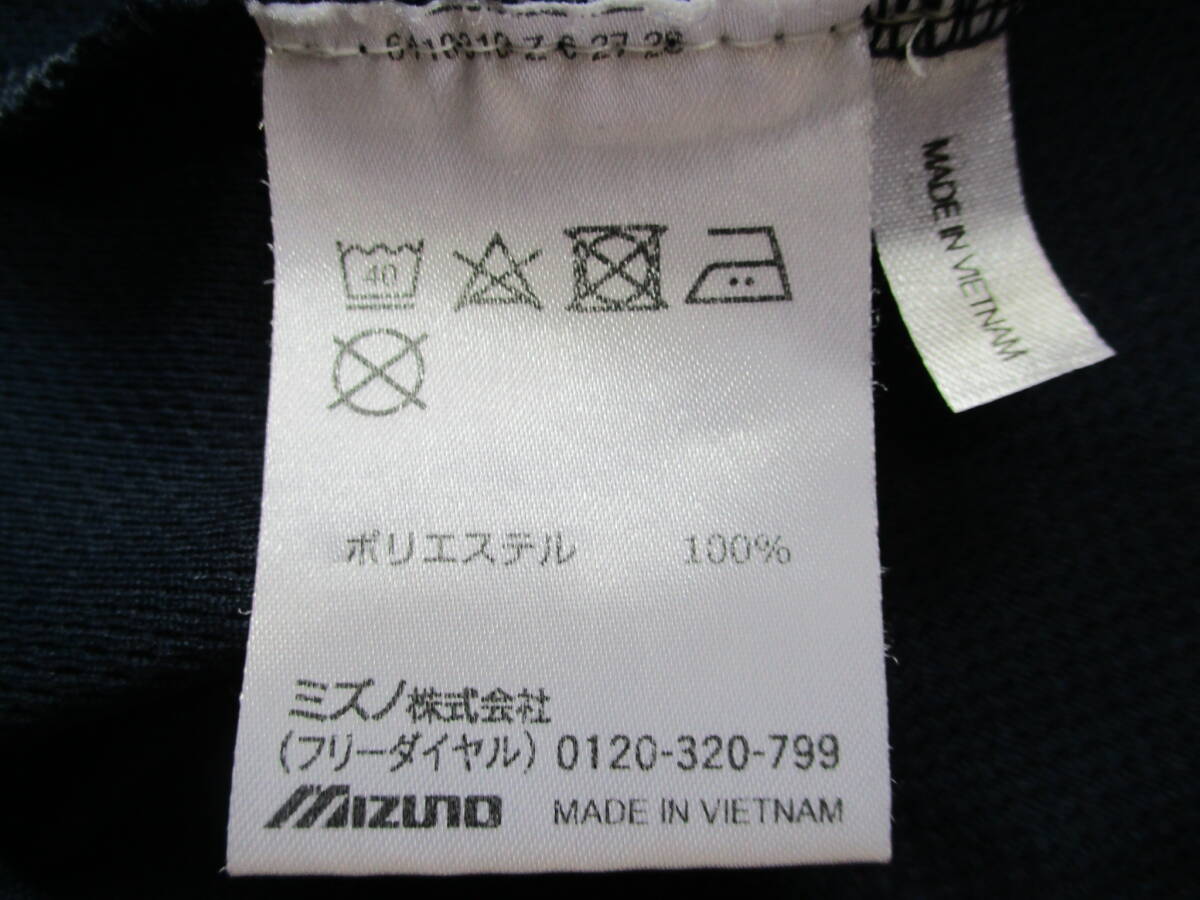 40
ポリエステル 100%
ミズノ株式会社
(フリーダイヤル) 0120-320-799
MIZUNO MADE IN VIETNAM
MADE IN VIETNAM